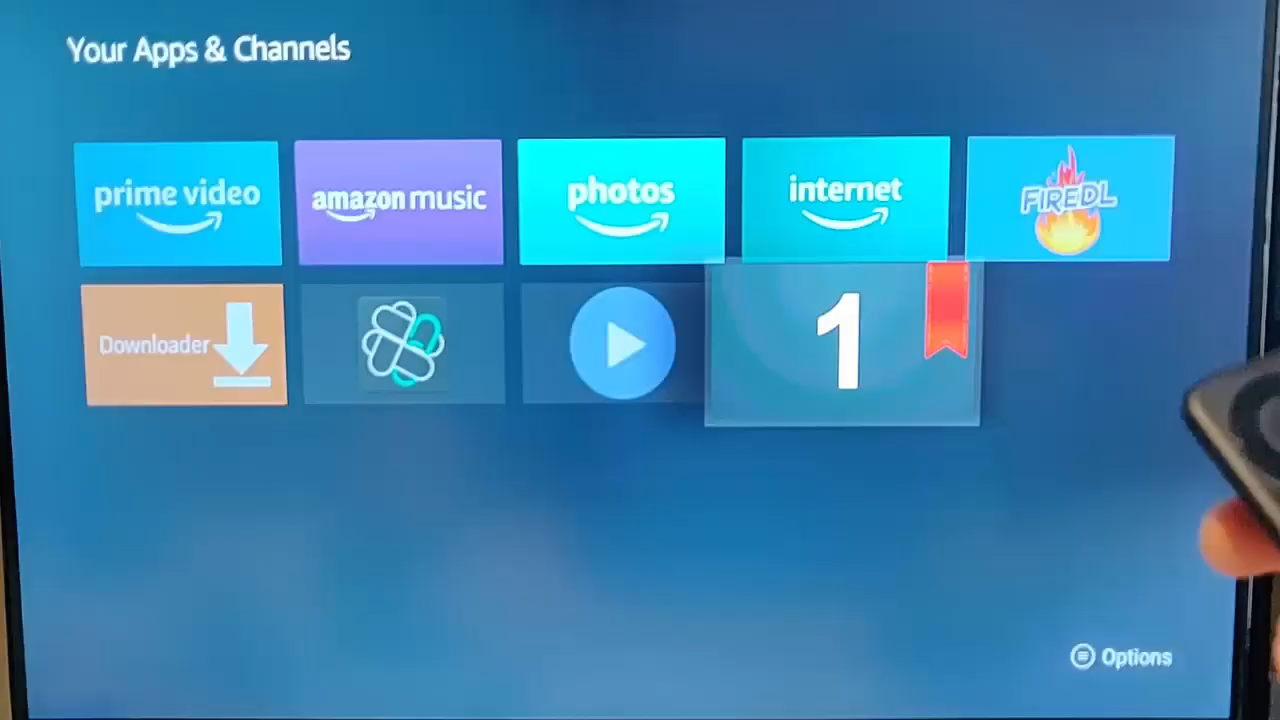 Your Apps & Channels
prime video
amazon music
photos
internet
FIREDL
Downloader
1
Options